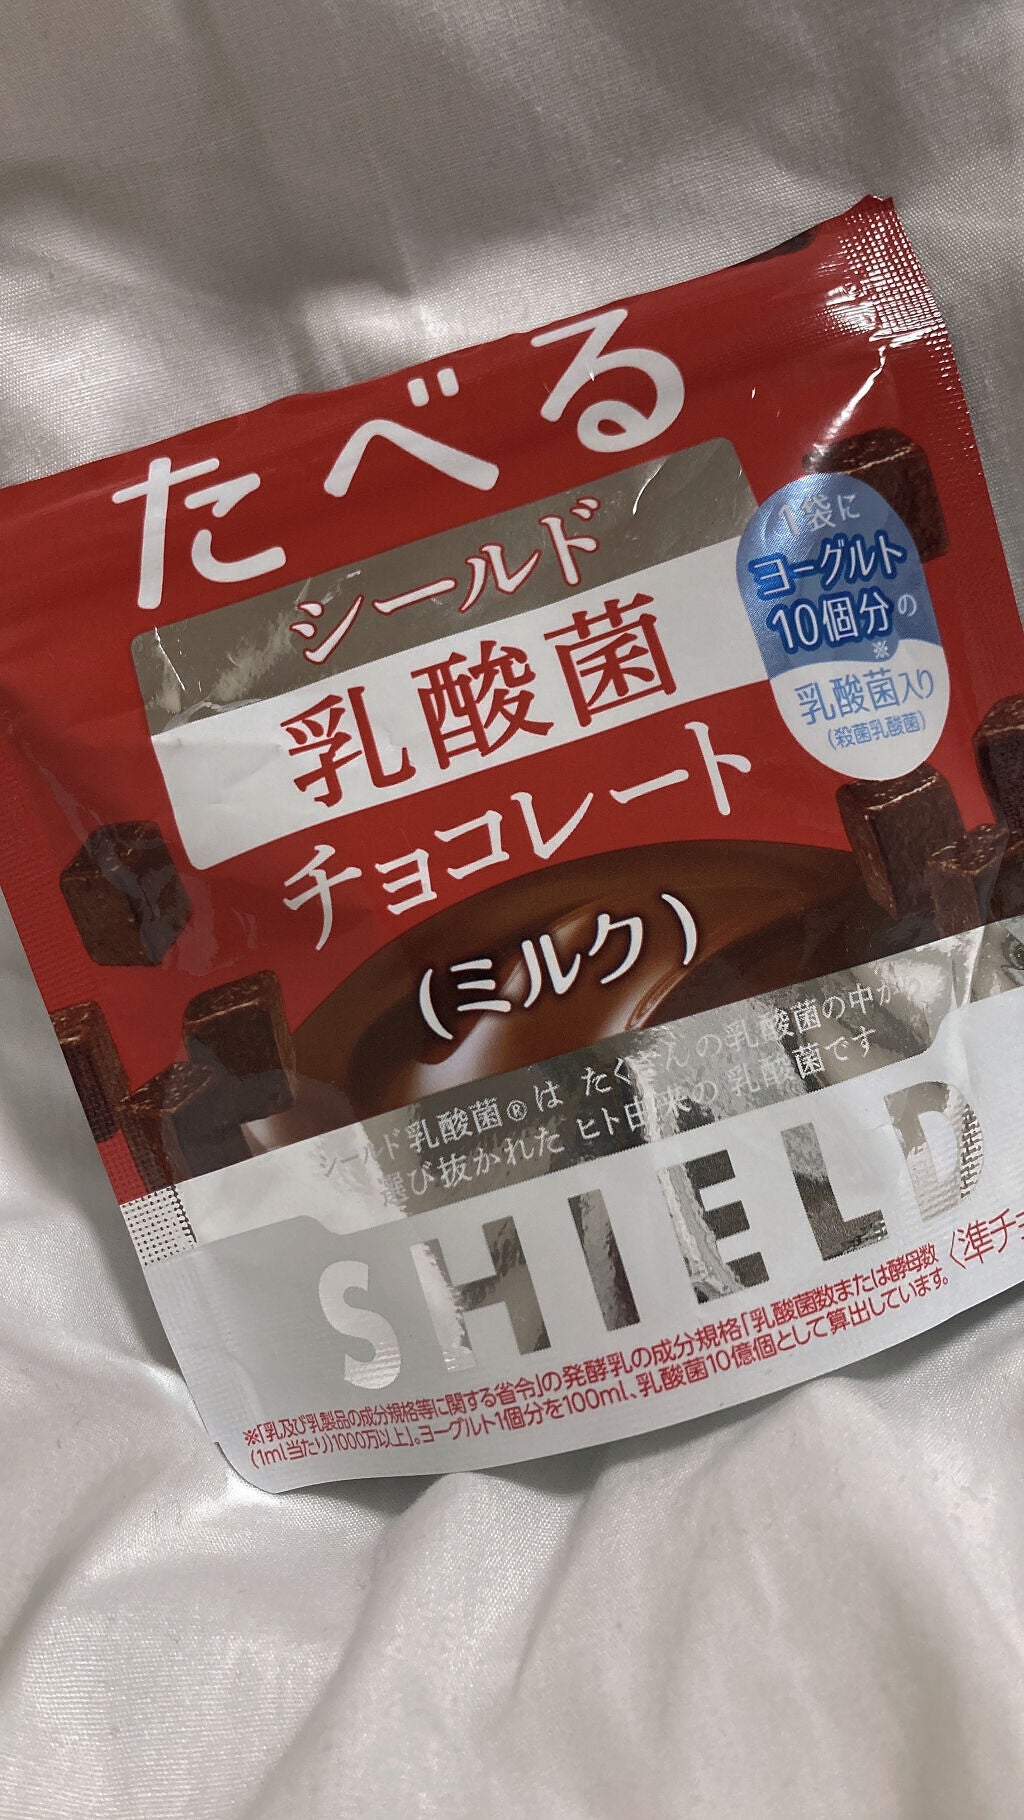 たべる
シールド
乳酸菌
チョコレート
(ミルク)
1袋に
ヨーグルト
10個分の
※
乳酸菌入り
(殺菌乳酸菌)
シールド乳酸菌®は たくさんの乳酸菌の中から
選び抜かれた ヒト由来の 乳酸菌です
SHIELD
〈準チョ
※「乳及び乳製品の成分規格等に関する省令」の発酵乳の成分規格「乳酸菌数または酵母数
(1ml当たり)1000万以上」。ヨーグルト1個分を100ml、乳酸菌10億個として算出しています。